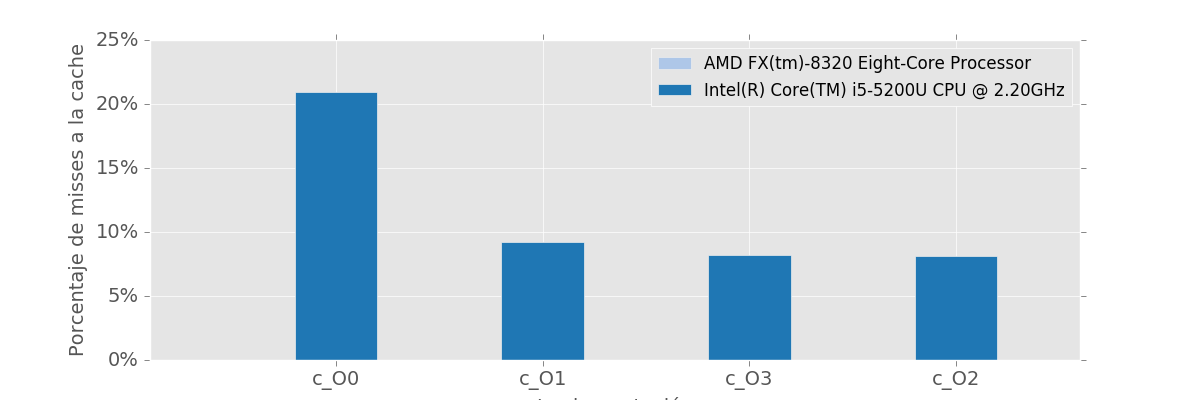 25%
20%
15%
10%
5%
0%
Porcentaje de misses a la cache
AMD FX(tm)-8320 Eight-Core Processor
Intel(R) Core(TM) i5-5200U CPU @ 2.20GHz
c_O0
c_O1
c_O3
c_O2